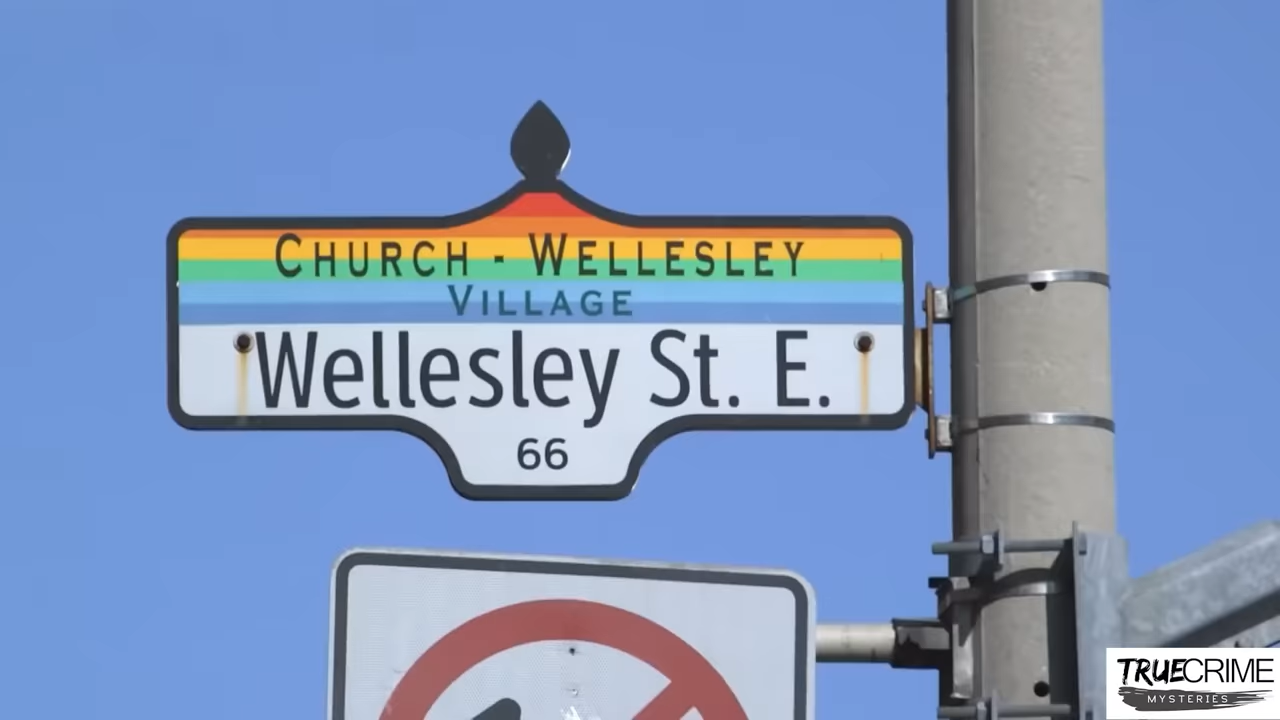 CHURCH - WELLESLEY
VILLAGE
Wellesley St. E.
66
TRUECRIME
MYSTERIES